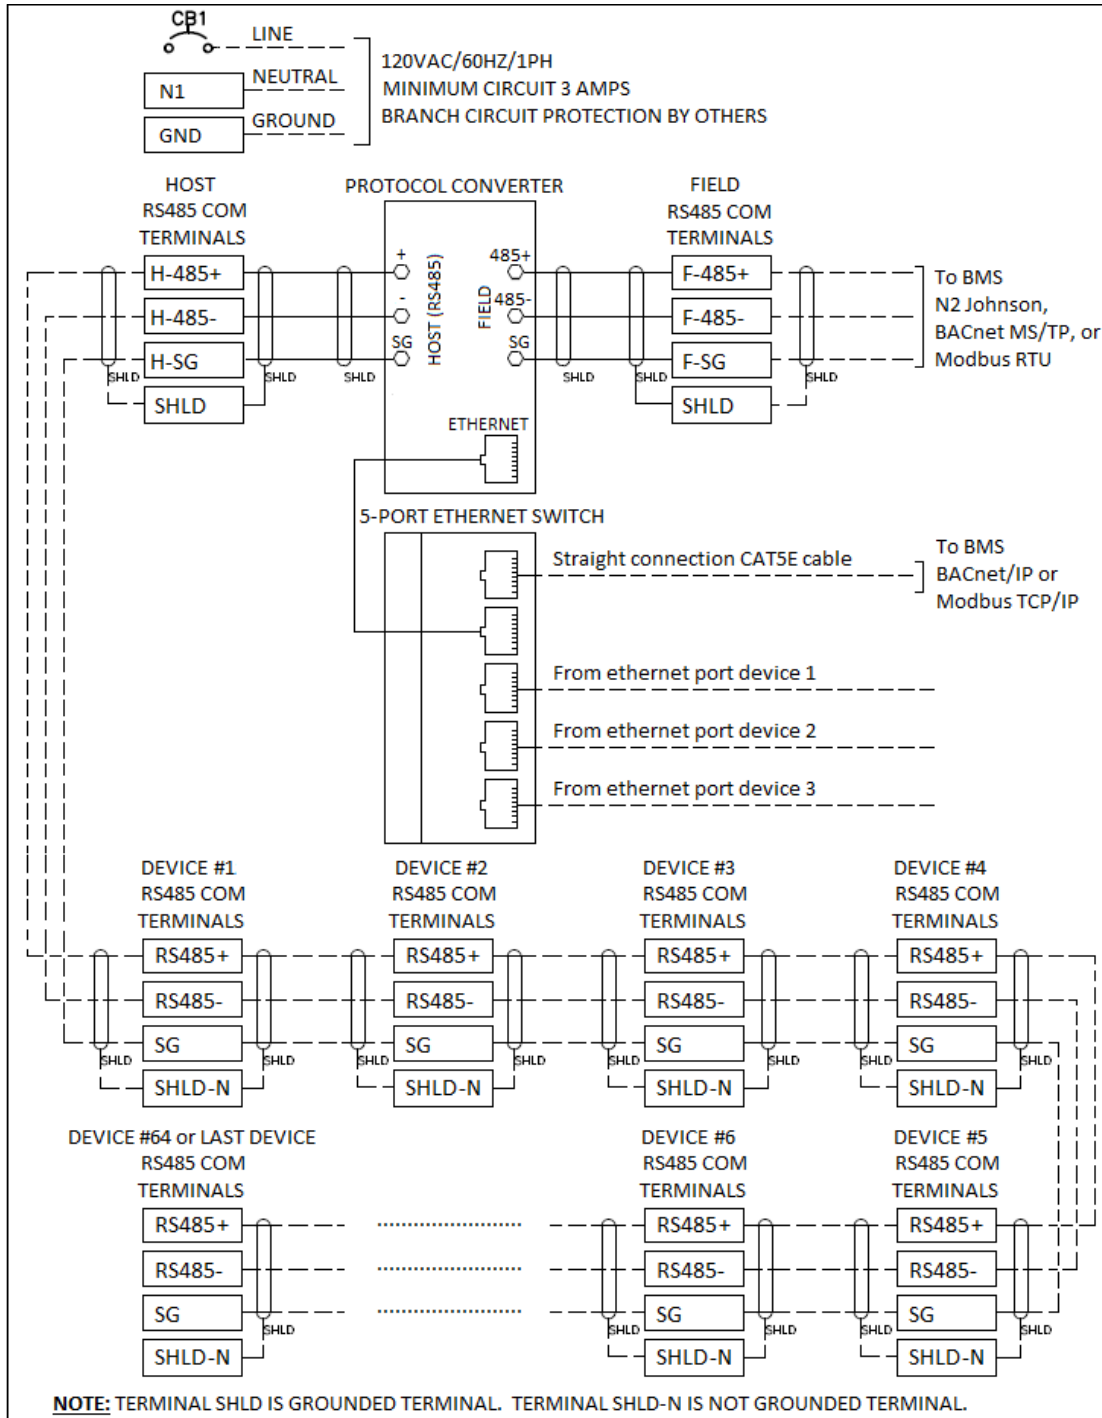 CB1
LINE
NEUTRAL
N1
GROUND
GND
120VAC/60HZ/1PH
MINIMUM CIRCUIT 3 AMPS
BRANCH CIRCUIT PROTECTION BY OTHERS
HOST
RS485 COM
TERMINALS
H-485+
H-485-
H-SG
SHLD
SHLD
SHLD
SHLD
PROTOCOL CONVERTER
+
-
SG
HOST (RS485)
FIELD
485+
485-
SG
ETHERNET
FIELD
RS485 COM
TERMINALS
F-485+
F-485-
F-SG
SHLD
SHLD
SHLD
SHLD
To BMS
N2 Johnson,
BACnet MS/TP, or
Modbus RTU
5-PORT ETHERNET SWITCH
Straight connection CAT5E cable
To BMS
BACnet/IP or
Modbus TCP/IP
From ethernet port device 1
From ethernet port device 2
From ethernet port device 3
DEVICE #1
RS485 COM
TERMINALS
RS485+
RS485-
SG
SHLD-N
SHLD
SHLD
DEVICE #2
RS485 COM
TERMINALS
RS485+
RS485-
SG
SHLD-N
SHLD
SHLD
DEVICE #3
RS485 COM
TERMINALS
RS485+
RS485-
SG
SHLD-N
SHLD
SHLD
DEVICE #4
RS485 COM
TERMINALS
RS485+
RS485-
SG
SHLD-N
SHLD
SHLD
DEVICE #64 or LAST DEVICE
RS485 COM
TERMINALS
RS485+
RS485-
SG
SHLD-N
SHLD
DEVICE #6
RS485 COM
TERMINALS
RS485+
RS485-
SG
SHLD-N
SHLD
SHLD
DEVICE #5
RS485 COM
TERMINALS
RS485+
RS485-
SG
SHLD-N
SHLD
SHLD
NOTE: TERMINAL SHLD IS GROUNDED TERMINAL. TERMINAL SHLD-N IS NOT GROUNDED TERMINAL.